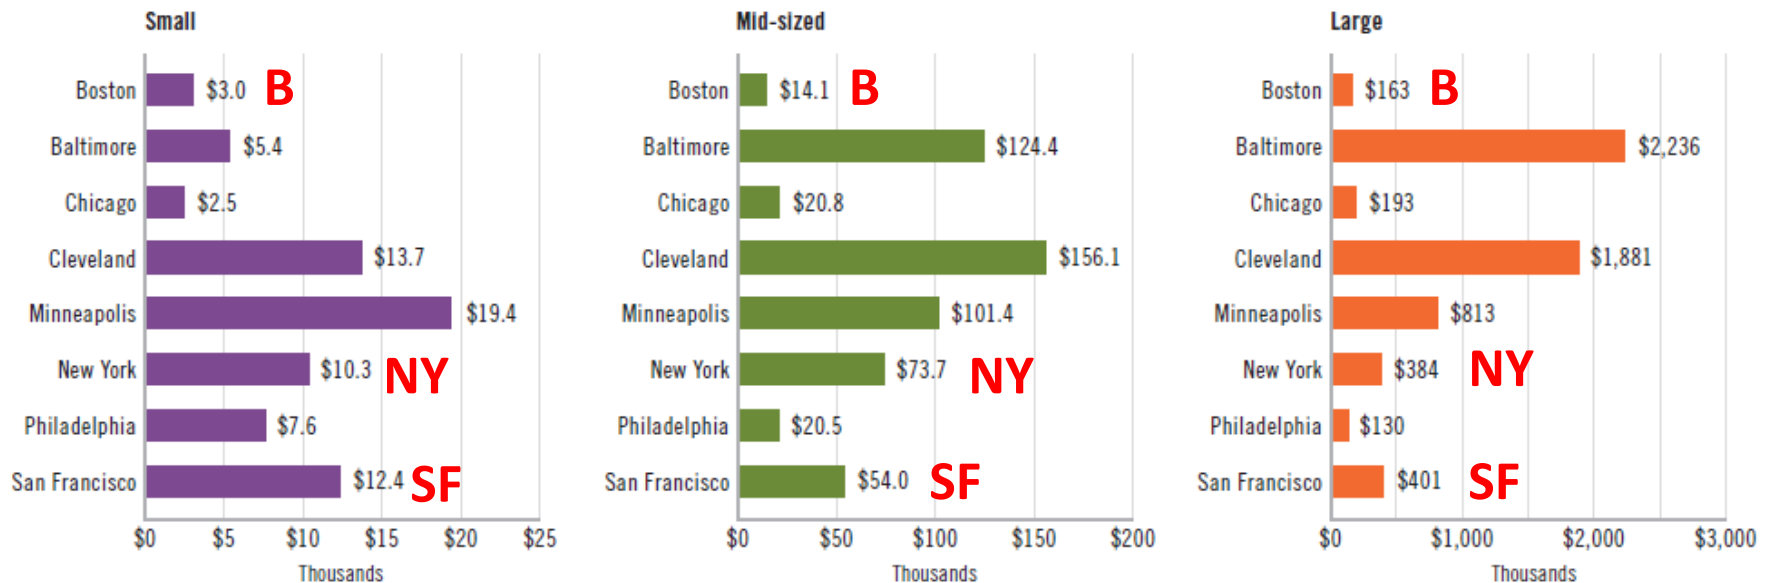 Small
Boston $3.0 B
Baltimore $5.4
Chicago $2.5
Cleveland $13.7
Minneapolis $19.4
New York $10.3 NY
Philadelphia $7.6
San Francisco $12.4 SF
$0 $5 $10 $15 $20 $25
Thousands
Mid-sized
Boston $14.1 B
Baltimore $124.4
Chicago $20.8
Cleveland $156.1
Minneapolis $101.4
New York $73.7 NY
Philadelphia $20.5
San Francisco $54.0 SF
$0 $50 $100 $150 $200
Thousands
Large
Boston $163 B
Baltimore $2,236
Chicago $193
Cleveland $1,881
Minneapolis $813
New York $384 NY
Philadelphia $130
San Francisco $401 SF
$0 $1,000 $2,000 $3,000
Thousands